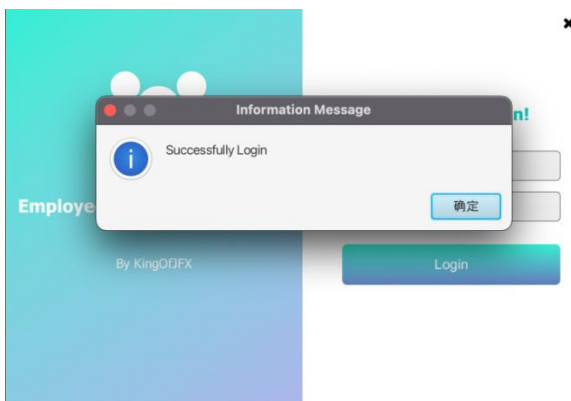 Information Message
n!
Successfully Login
确定
Employe
By KingOfJFX
Login